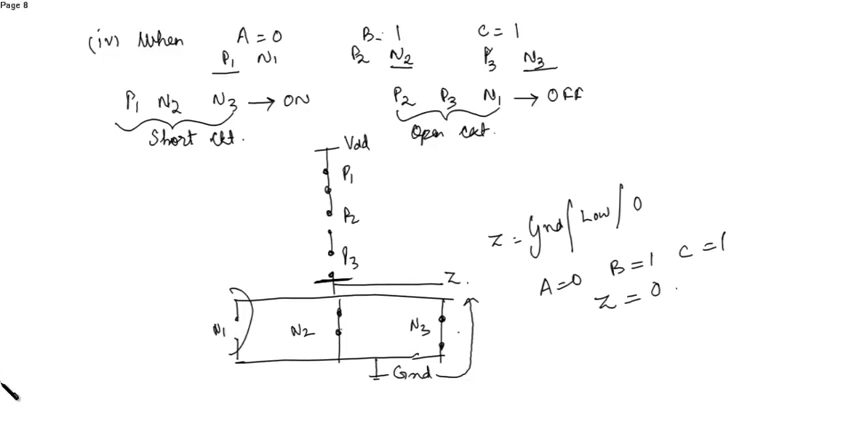 Page 8
(iv) When A = 0 B = 1 C = 1
P1 N1 P2 N2 P3 N3
P1 N2 N3 → ON P2 P3 N1 → OFF
Short ckt. Open cxt.
Vdd
P1
P2
P3
Z.
N1 N2 N3
Gnd
Z = Gnd / Low / 0
A=0 B=1 C=1
Z = 0.